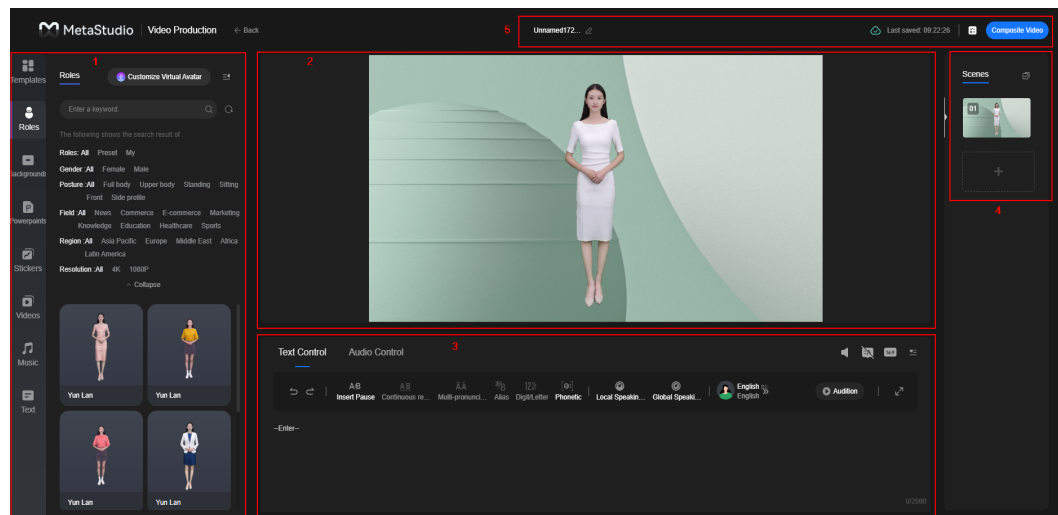 MetaStudio Video Production Back
5 Unnamed172... Last saved: 09:22:26 Composite Video
1
Templates
Roles
Backgrounds
Powerpoints
Stickers
Videos
Music
Text
Roles Customize Virtual Avatar
Enter a keyword.
The following shows the search result of .
Roles: All Preset My
Gender :All Female Male
Posture :All Full body Upper body Standing Sitting
Front Side profile
Field :All News Commerce E-commerce Marketing
Knowledge Education Healthcare Sports
Region :All Asia Pacific Europe Middle East Africa
Latin America
Resolution :All 4K 1080P
Collapse
Yun Lan Yun Lan
Yun Lan Yun Lan
2
3
Text Control Audio Control
16:9
Insert Pause Continuous re... Multi-pronunci... Alias Digit/Letter Phonetic Local Speakin... Global Speaki... English Audition
English
--Enter--
0/2000
Scenes
01
4